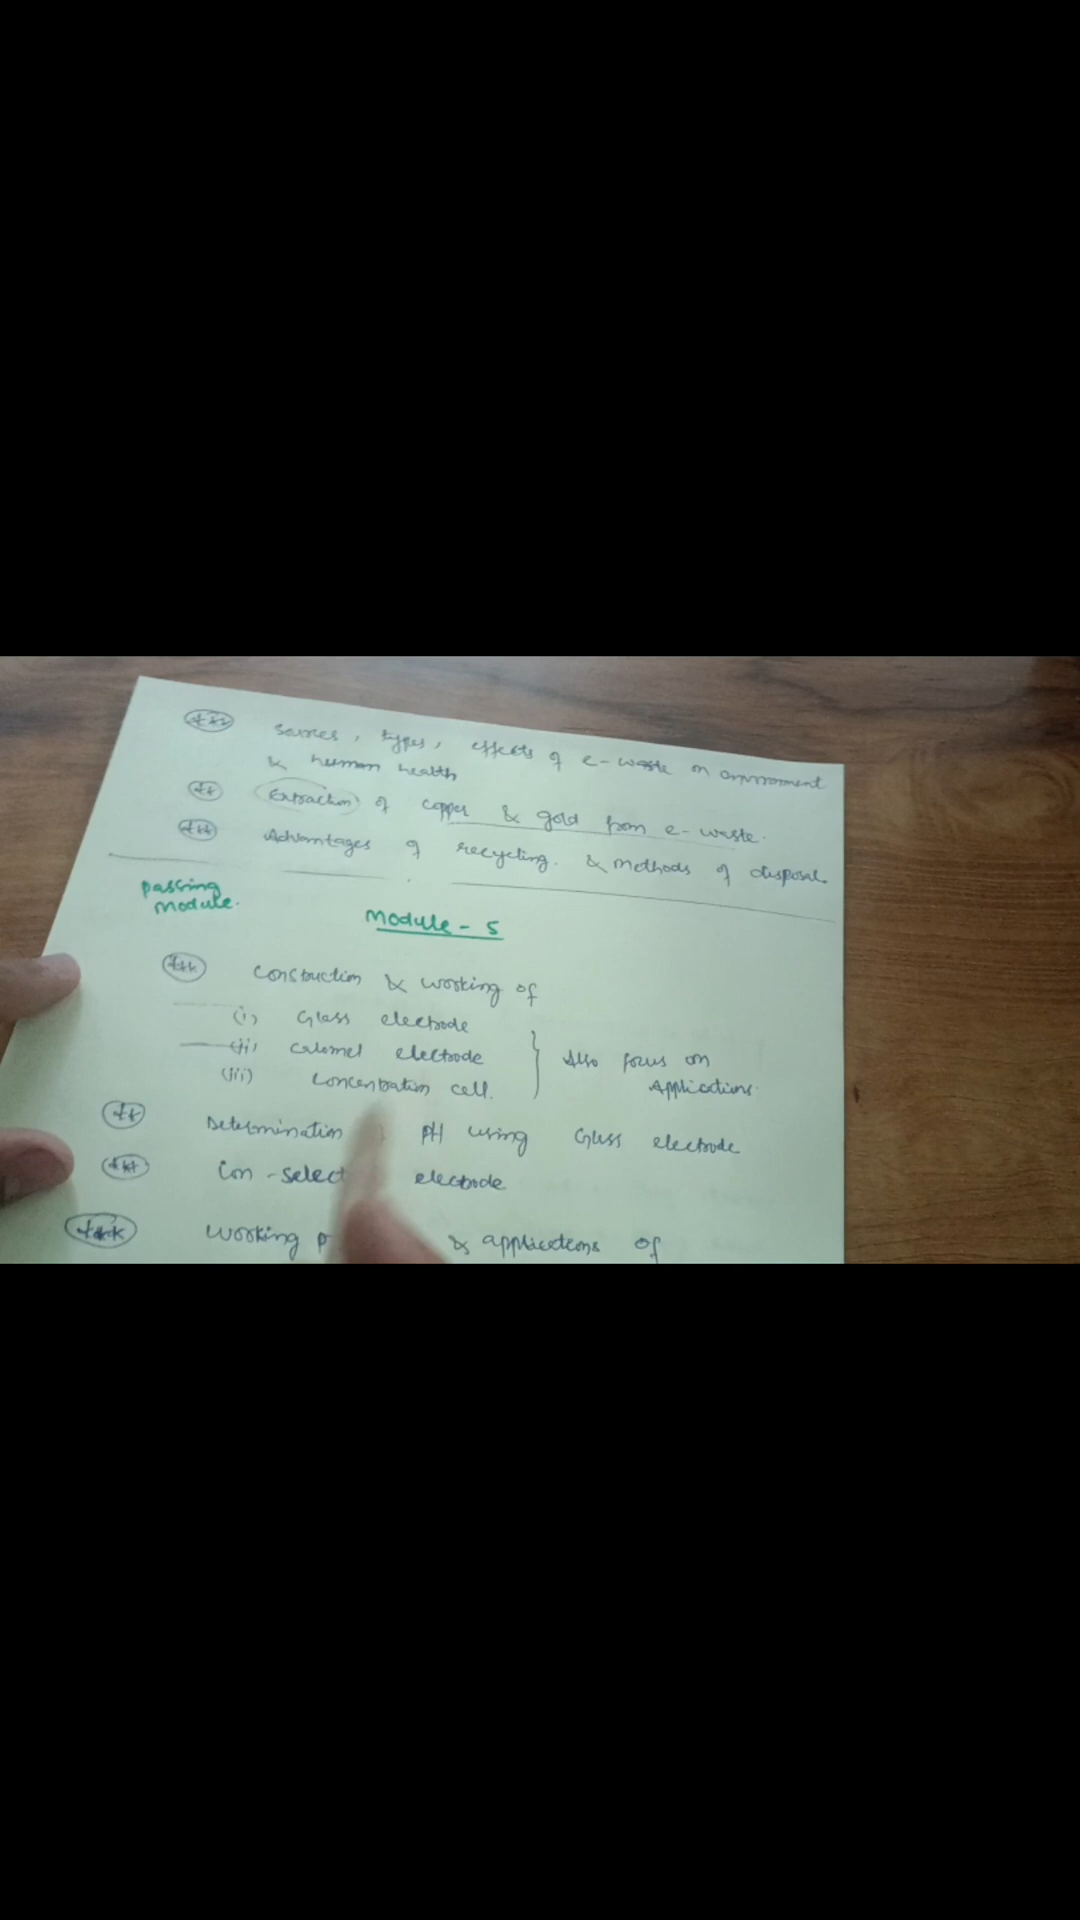 ***
Sources, types, effects of e-waste on environment
& human health
** Extraction of copper & gold from e-waste.
*** Advantages of recycling. & methods of disposal.
passing
module.
Module - 5
*** Construction & working of
(i) Glass electrode
(ii) Calomel electrode
(iii) Concentration cell.
Also focus on
Applications.
** Determination pH using Glass electrode
*** ion - select electrode
working & applications of